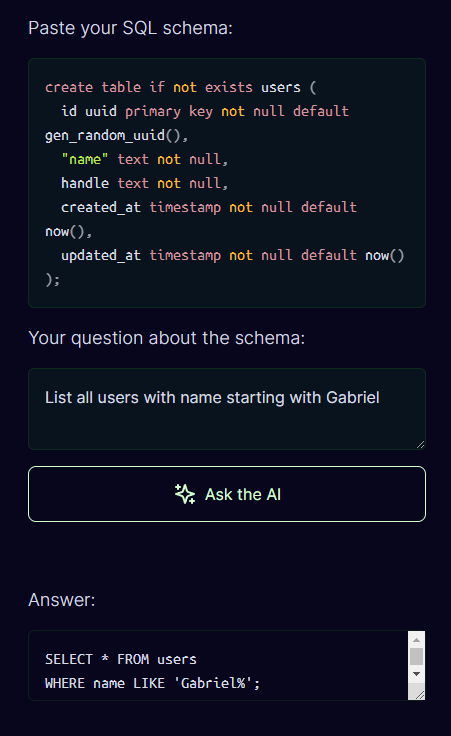 Paste your SQL schema:
create table if not exists users (
  id uuid primary key not null default
gen_random_uuid(),
  "name" text not null,
  handle text not null,
  created_at timestamp not null default
now(),
  updated_at timestamp not null default now()
);
Your question about the schema:
List all users with name starting with Gabriel
Ask the AI
Answer:
SELECT * FROM users
WHERE name LIKE 'Gabriel%';